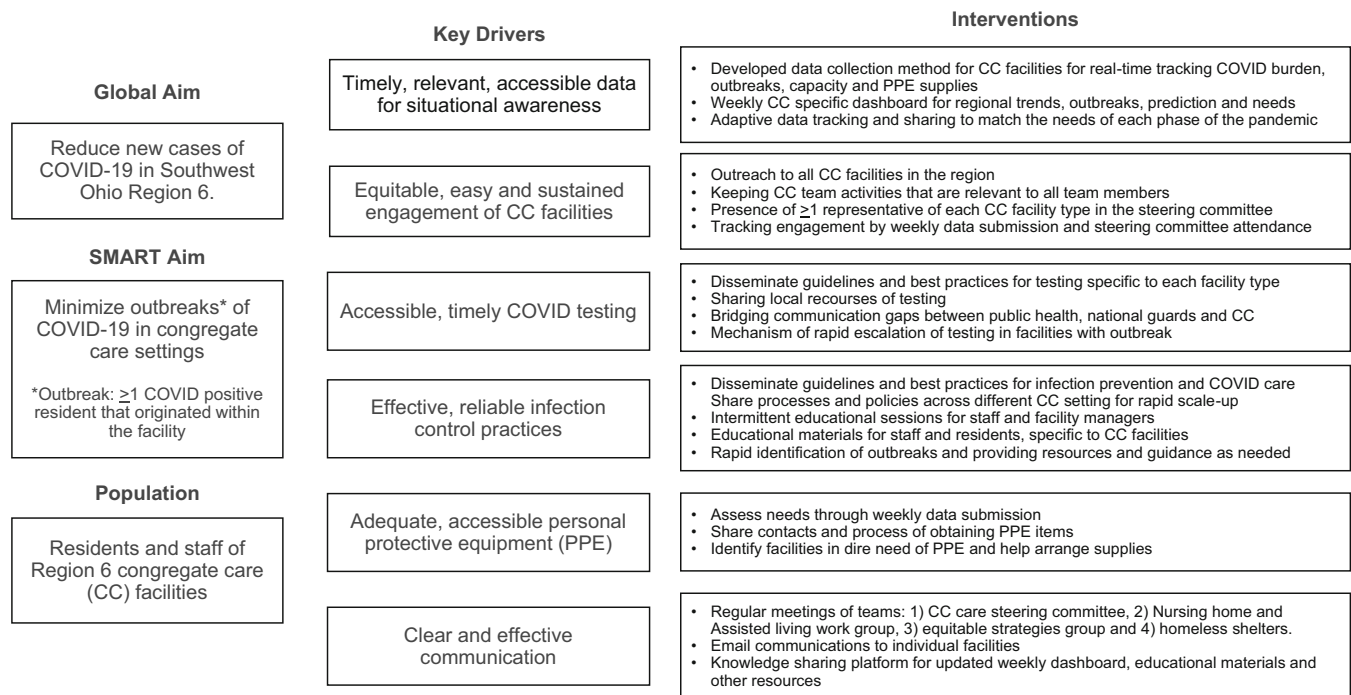 Global Aim
Reduce new cases of
COVID-19 in Southwest
Ohio Region 6.
SMART Aim
Minimize outbreaks* of
COVID-19 in congregate
care settings
*Outbreak: ≥1 COVID positive
resident that originated within
the facility
Population
Residents and staff of
Region 6 congregate care
(CC) facilities
Key Drivers
Timely, relevant, accessible data
for situational awareness
Equitable, easy and sustained
engagement of CC facilities
Accessible, timely COVID testing
Effective, reliable infection
control practices
Adequate, accessible personal
protective equipment (PPE)
Clear and effective
communication
Interventions
• Developed data collection method for CC facilities for real-time tracking COVID burden,
outbreaks, capacity and PPE supplies
• Weekly CC specific dashboard for regional trends, outbreaks, prediction and needs
• Adaptive data tracking and sharing to match the needs of each phase of the pandemic
• Outreach to all CC facilities in the region
• Keeping CC team activities that are relevant to all team members
• Presence of ≥1 representative of each CC facility type in the steering committee
• Tracking engagement by weekly data submission and steering committee attendance
• Disseminate guidelines and best practices for testing specific to each facility type
• Sharing local recourses of testing
• Bridging communication gaps between public health, national guards and CC
• Mechanism of rapid escalation of testing in facilities with outbreak
• Disseminate guidelines and best practices for infection prevention and COVID care
Share processes and policies across different CC setting for rapid scale-up
• Intermittent educational sessions for staff and facility managers
• Educational materials for staff and residents, specific to CC facilities
• Rapid identification of outbreaks and providing resources and guidance as needed
• Assess needs through weekly data submission
• Share contacts and process of obtaining PPE items
• Identify facilities in dire need of PPE and help arrange supplies
• Regular meetings of teams: 1) CC care steering committee, 2) Nursing home and
Assisted living work group, 3) equitable strategies group and 4) homeless shelters.
• Email communications to individual facilities
• Knowledge sharing platform for updated weekly dashboard, educational materials and
other resources